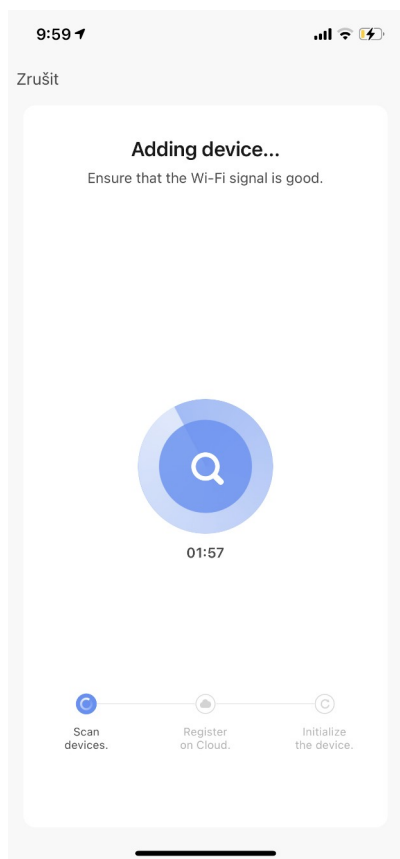 9:59
Zrušit
Adding device...
Ensure that the Wi-Fi signal is good.
01:57
Scan
devices.
Register
on Cloud.
Initialize
the device.